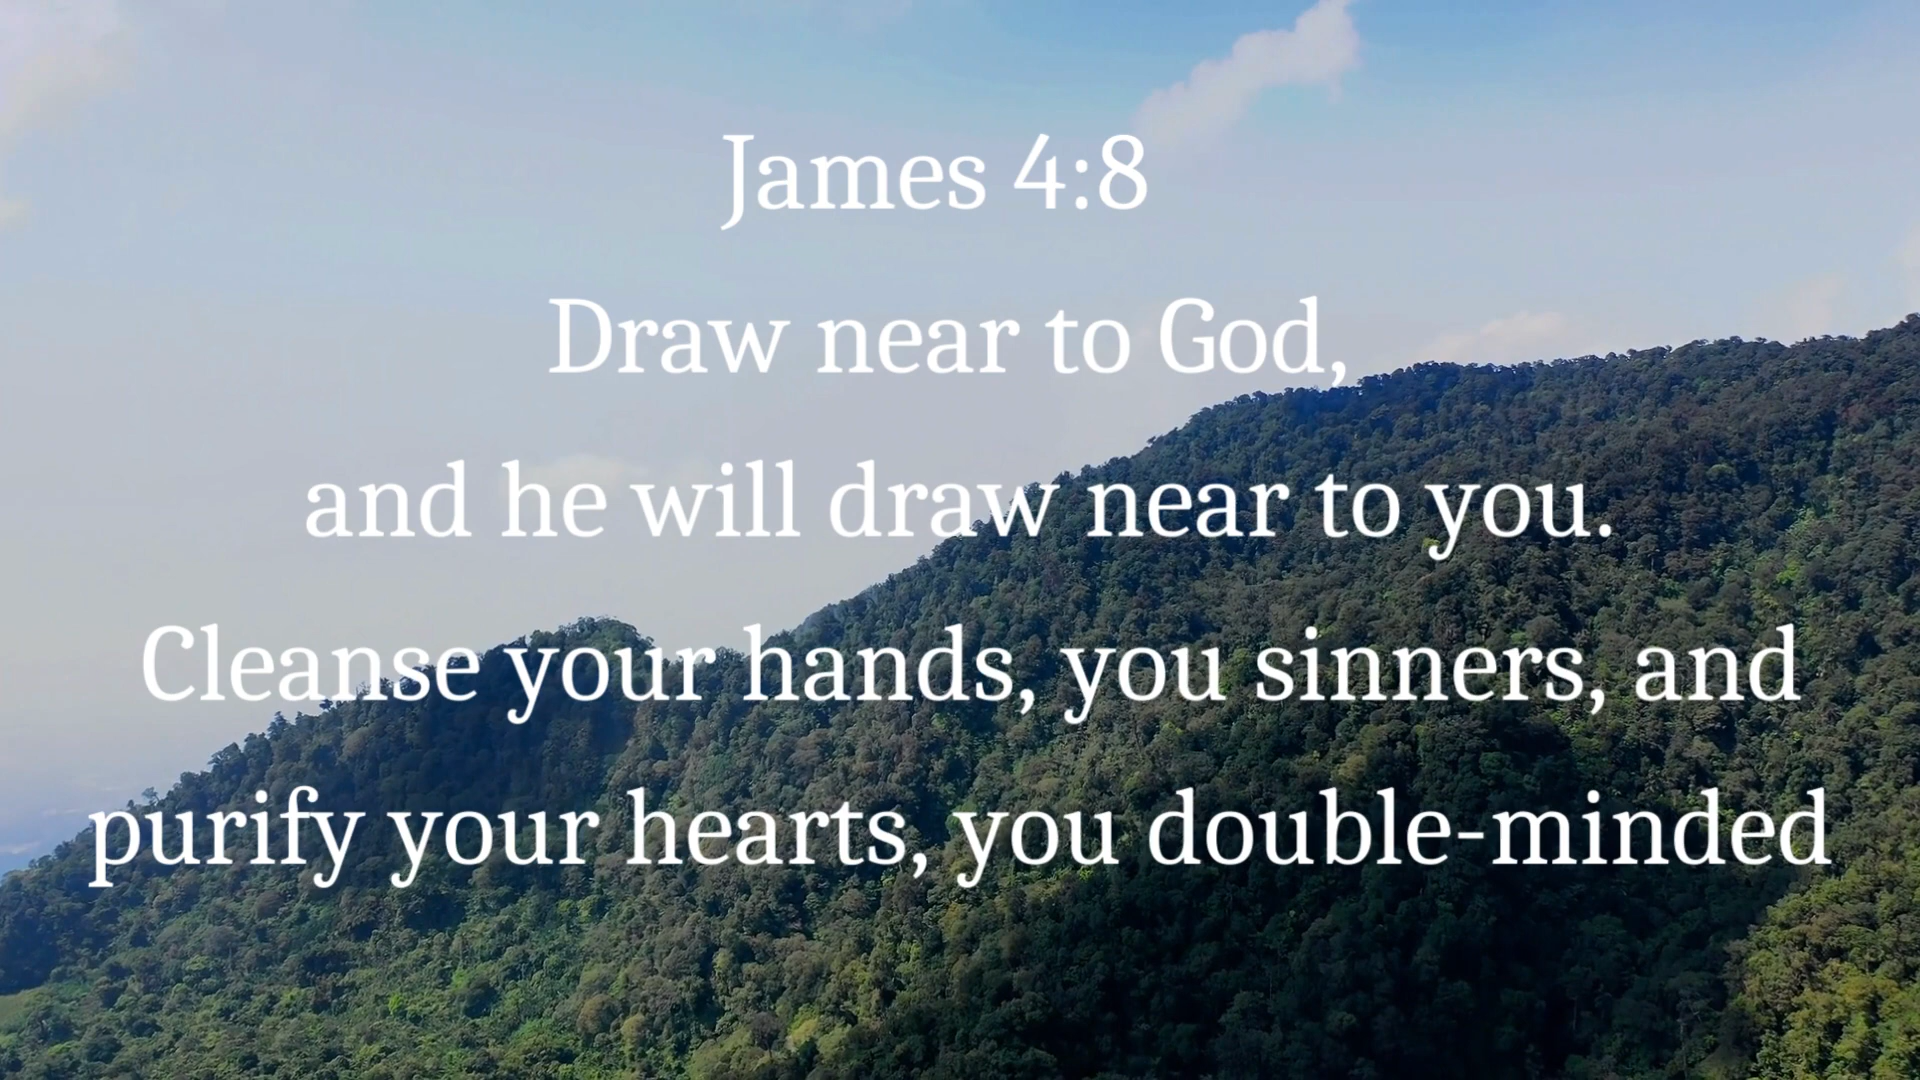 James 4:8
Draw near to God,
and he will draw near to you.
Cleanse your hands, you sinners, and
purify your hearts, you double-minded